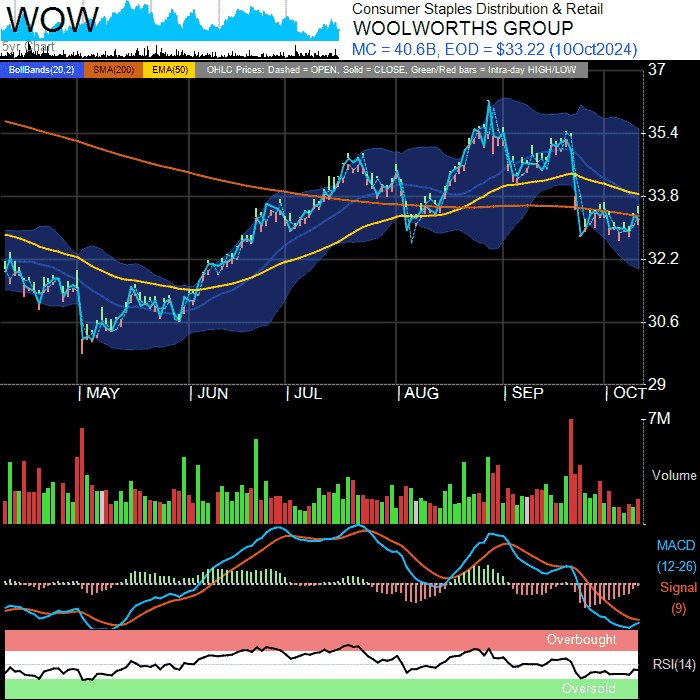 WOW
5yr Chart
Consumer Staples Distribution & Retail
WOOLWORTHS GROUP
MC = 40.6B, EOD = $33.22 (10Oct2024)
BollBands(20,2) SMA(200) EMA(50) OHLC Prices: Dashed = OPEN, Solid = CLOSE, Green/Red bars = Intra-day HIGH/LOW
37
35.4
33.8
32.2
30.6
29
| MAY | JUN | JUL | AUG | SEP | OCT
7M
Volume
MACD
(12-26)
Signal
(9)
Overbought
RSI(14)
Oversold